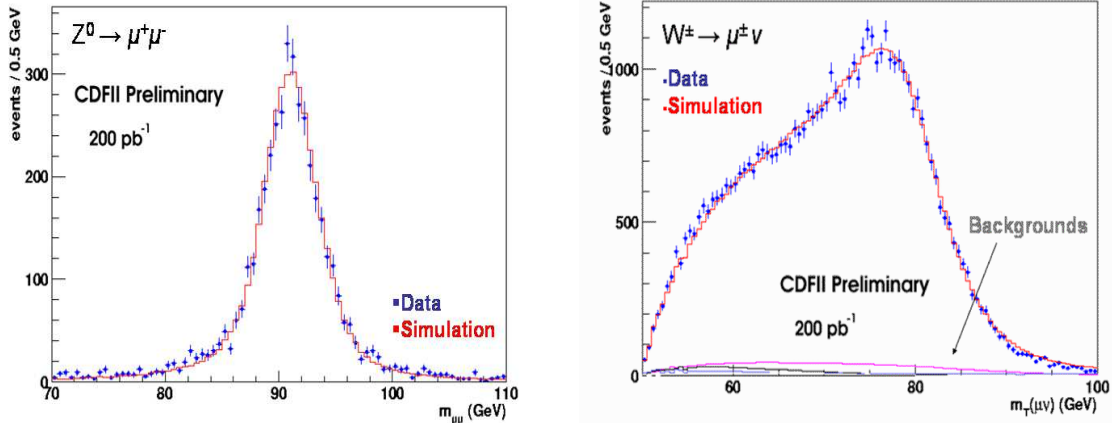 events / 0.5 GeV
Z⁰ → μ⁺μ⁻
CDFII Preliminary
200 pb⁻¹
Data
Simulation
300
200
100
0
70 80 90 100 110
m_μμ (GeV)
events / 0.5 GeV
W± → μ±ν
Data
Simulation
1000
500
0
Backgrounds
CDFII Preliminary
200 pb⁻¹
60 80 100
m_T(μν) (GeV)